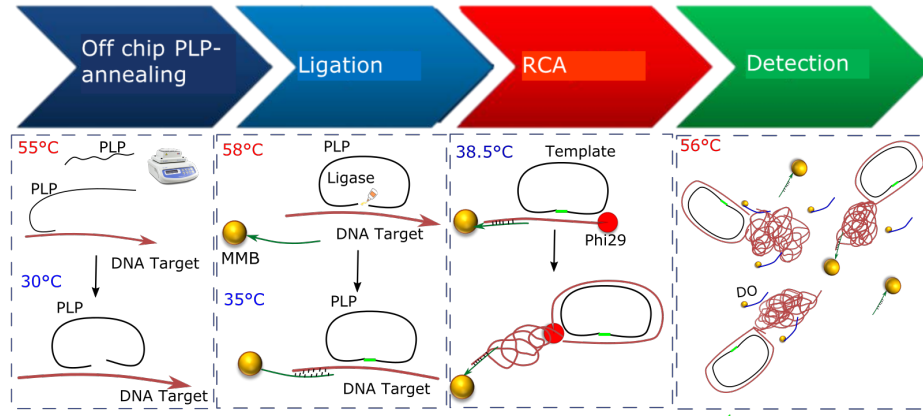 Off chip PLP-
annealing
Ligation
RCA
Detection
55°C
PLP
PLP
DNA Target
30°C
PLP
DNA Target
58°C
PLP
Ligase
DNA Target
MMB
35°C
PLP
DNA Target
38.5°C
Template
Phi29
56°C
DO